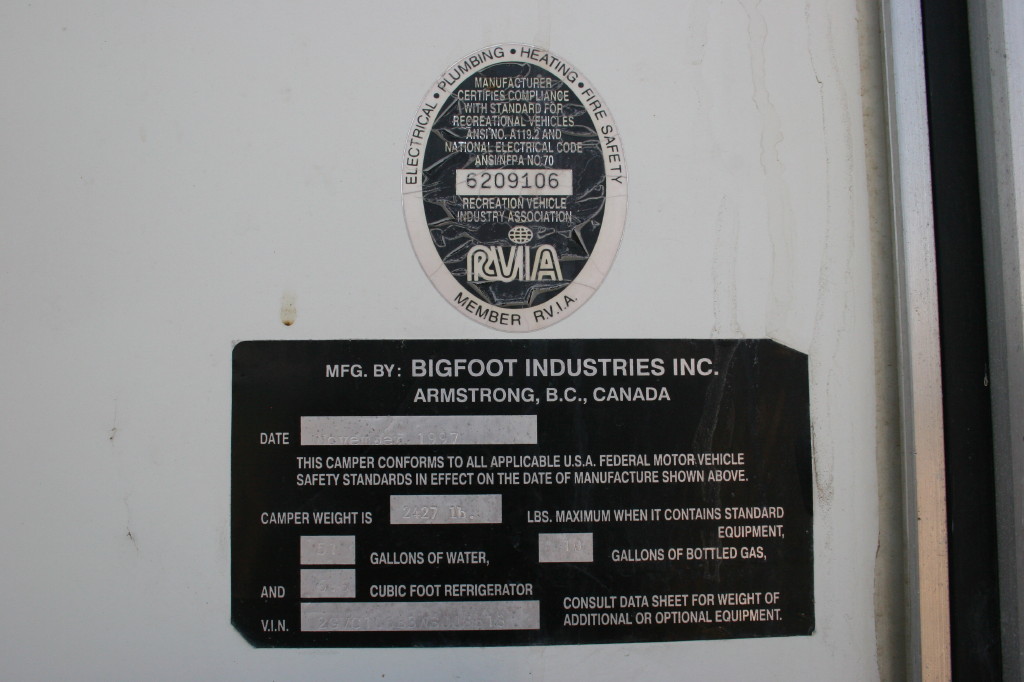 ELECTRICAL • PLUMBING • HEATING • FIRE SAFETY
MANUFACTURER
CERTIFIES COMPLIANCE
WITH STANDARD FOR
RECREATIONAL VEHICLES
ANSI NO. A119.2 AND
NATIONAL ELECTRICAL CODE
ANSI/NFPA NO.70
6209106
RECREATION VEHICLE
INDUSTRY ASSOCIATION
RVIA
MEMBER R.V.I.A.
MFG. BY: BIGFOOT INDUSTRIES INC.
ARMSTRONG, B.C., CANADA
DATE November 1997
THIS CAMPER CONFORMS TO ALL APPLICABLE U.S.A. FEDERAL MOTOR VEHICLE
SAFETY STANDARDS IN EFFECT ON THE DATE OF MANUFACTURE SHOWN ABOVE.
CAMPER WEIGHT IS 2427 LBS. MAXIMUM WHEN IT CONTAINS STANDARD
EQUIPMENT,
GALLONS OF WATER, GALLONS OF BOTTLED GAS,
AND CUBIC FOOT REFRIGERATOR
V.I.N.
CONSULT DATA SHEET FOR WEIGHT OF
ADDITIONAL OR OPTIONAL EQUIPMENT.